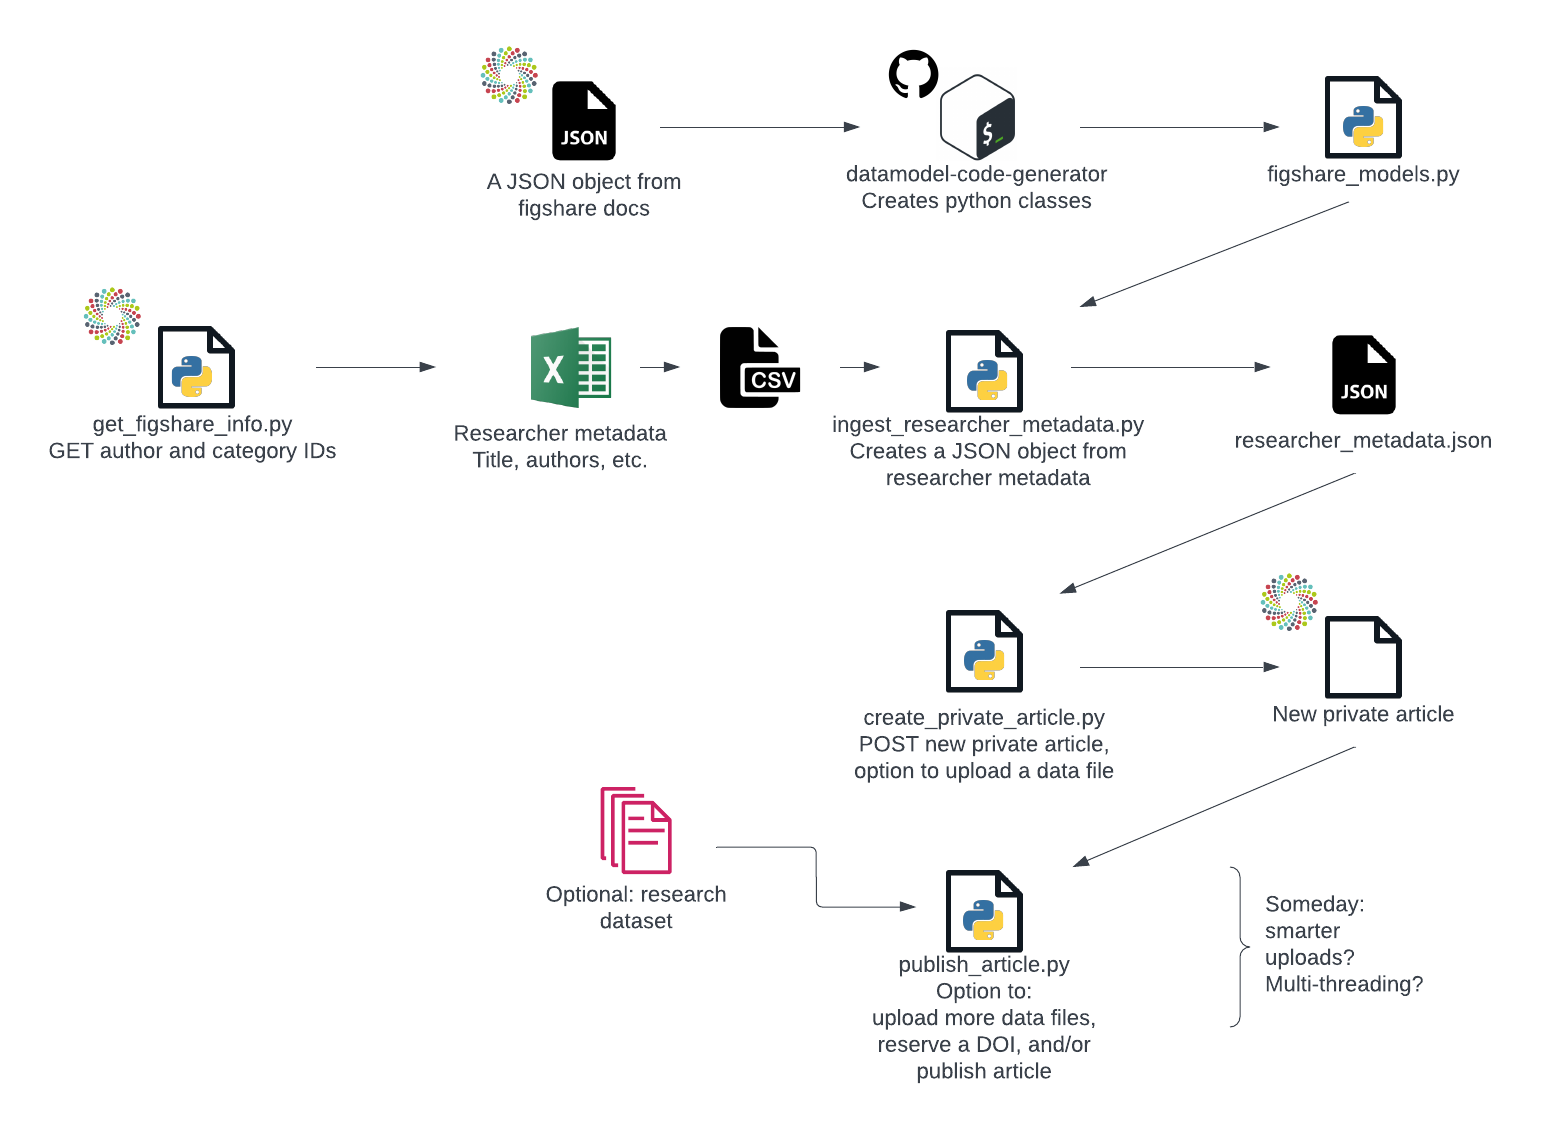 JSON
A JSON object from
figshare docs
$_
datamodel-code-generator
Creates python classes
figshare_models.py
get_figshare_info.py
GET author and category IDs
X
Researcher metadata
Title, authors, etc.
CSV
ingest_researcher_metadata.py
Creates a JSON object from
researcher metadata
JSON
researcher_metadata.json
create_private_article.py
POST new private article,
option to upload a data file
New private article
Optional: research
dataset
publish_article.py
Option to:
upload more data files,
reserve a DOI, and/or
publish article
Someday:
smarter
uploads?
Multi-threading?